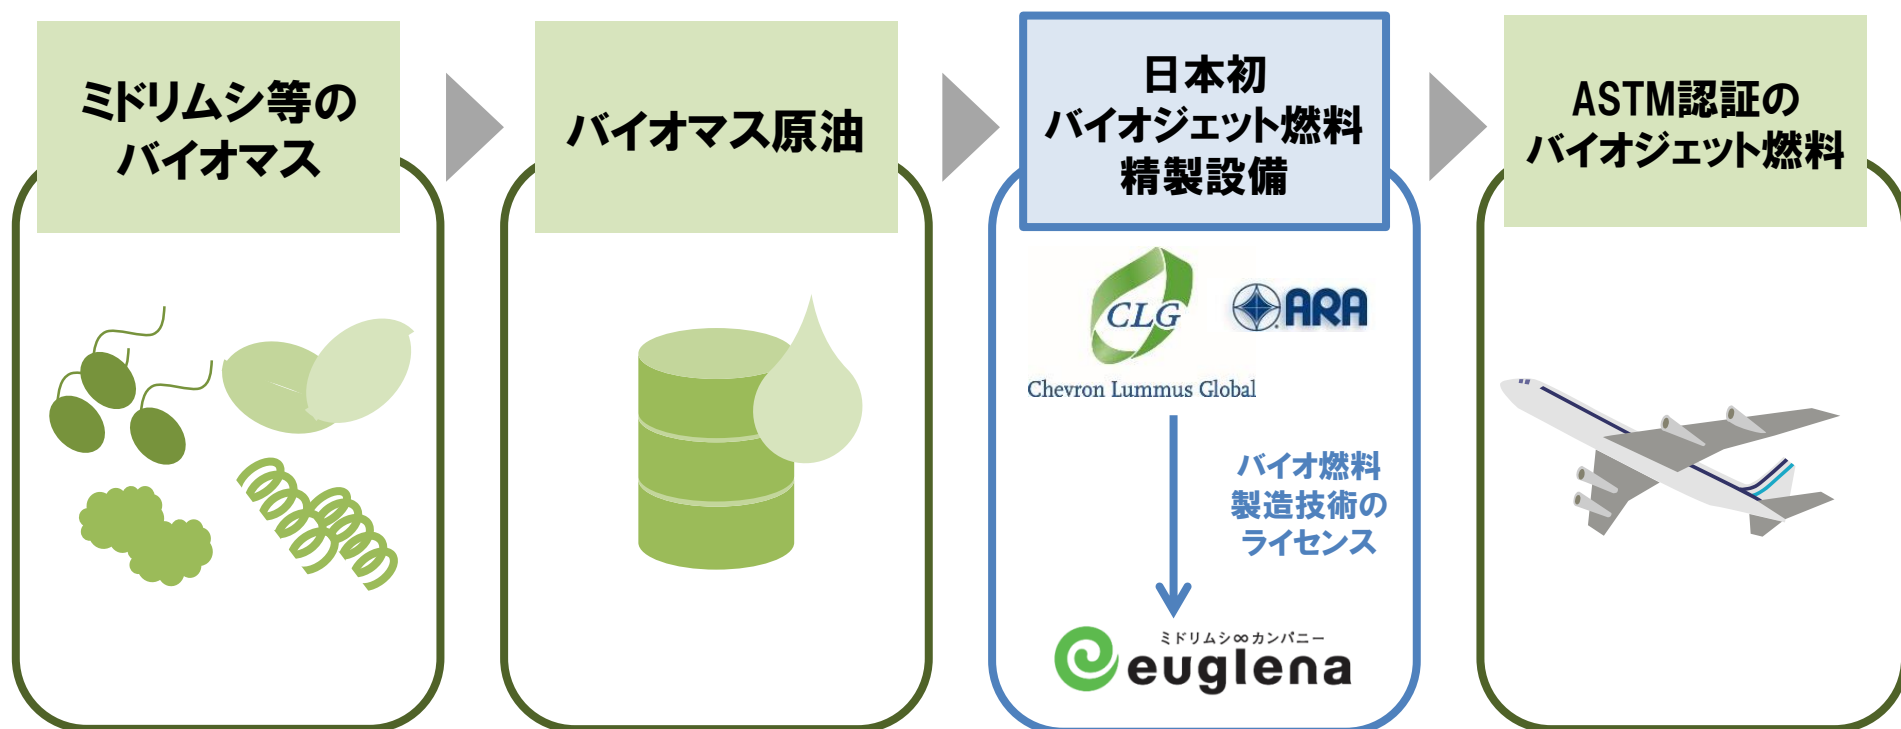 ミドリムシ等の
バイオマス
バイオマス原油
日本初
バイオジェット燃料
精製設備
CLG
Chevron Lummus Global
ARA
バイオ燃料
製造技術の
ライセンス
ミドリムシ∞カンパニー
euglena
ASTM認証の
バイオジェット燃料